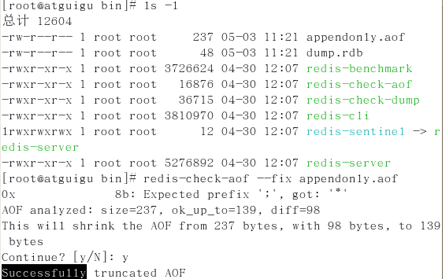 [root@atguigu bin]# ls -l
总计 12604
-rw-r--r-- 1 root root     237 05-03 11:21 appendonly.aof
-rw-r--r-- 1 root root      48 05-03 11:21 dump.rdb
-rwxr-xr-x 1 root root 3726624 04-30 12:07 redis-benchmark
-rwxr-xr-x 1 root root   16876 04-30 12:07 redis-check-aof
-rwxr-xr-x 1 root root   36715 04-30 12:07 redis-check-dump
-rwxr-xr-x 1 root root 3810970 04-30 12:07 redis-cli
lrwxrwxrwx 1 root root      12 04-30 12:07 redis-sentinel -> r
edis-server
-rwxr-xr-x 1 root root 5276892 04-30 12:07 redis-server
[root@atguigu bin]# redis-check-aof --fix appendonly.aof
0x              8b: Expected prefix ';', got: '*'
AOF analyzed: size=237, ok_up_to=139, diff=98
This will shrink the AOF from 237 bytes, with 98 bytes, to 139
 bytes
Continue? [y/N]: y
Successfully truncated AOF